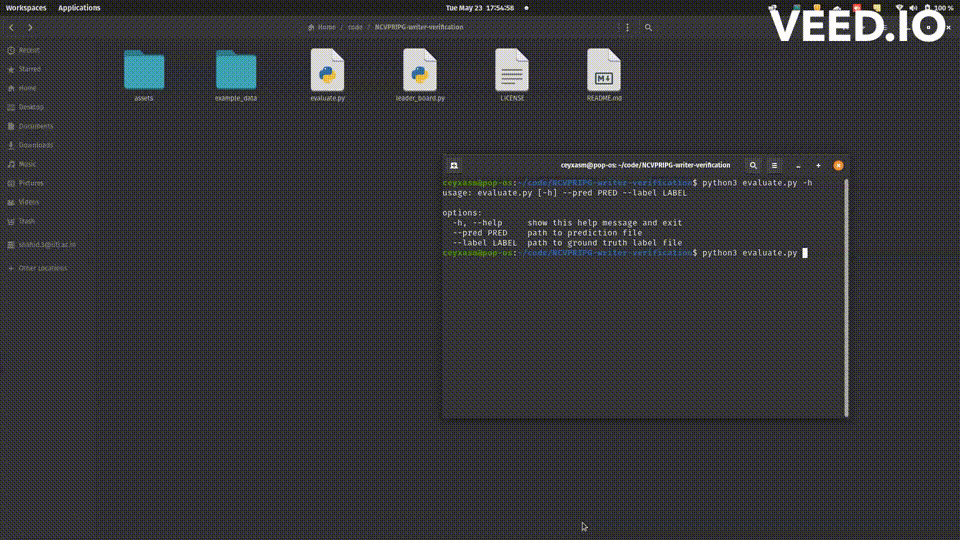 Workspaces Applications Tue May 23 17:54:58 100 %
VEED.IO
Home / code / NCVPRIPG-writer-verification
Recent
Starred
Home
Desktop
Documents
Downloads
Music
Pictures
Videos
Trash
Other Locations
assets example_data evaluate.py leader_board.py LICENSE README.md
ceyxasm@pop-os: ~/code/NCVPRIPG-writer-verification
ceyxasm@pop-os:~/code/NCVPRIPG-writer-verification$ python3 evaluate.py -h
usage: evaluate.py [-h] --pred PRED --label LABEL
options:
-h, --help show this help message and exit
--pred PRED path to prediction file
--label LABEL path to ground truth label file
ceyxasm@pop-os:~/code/NCVPRIPG-writer-verification$ python3 evaluate.py